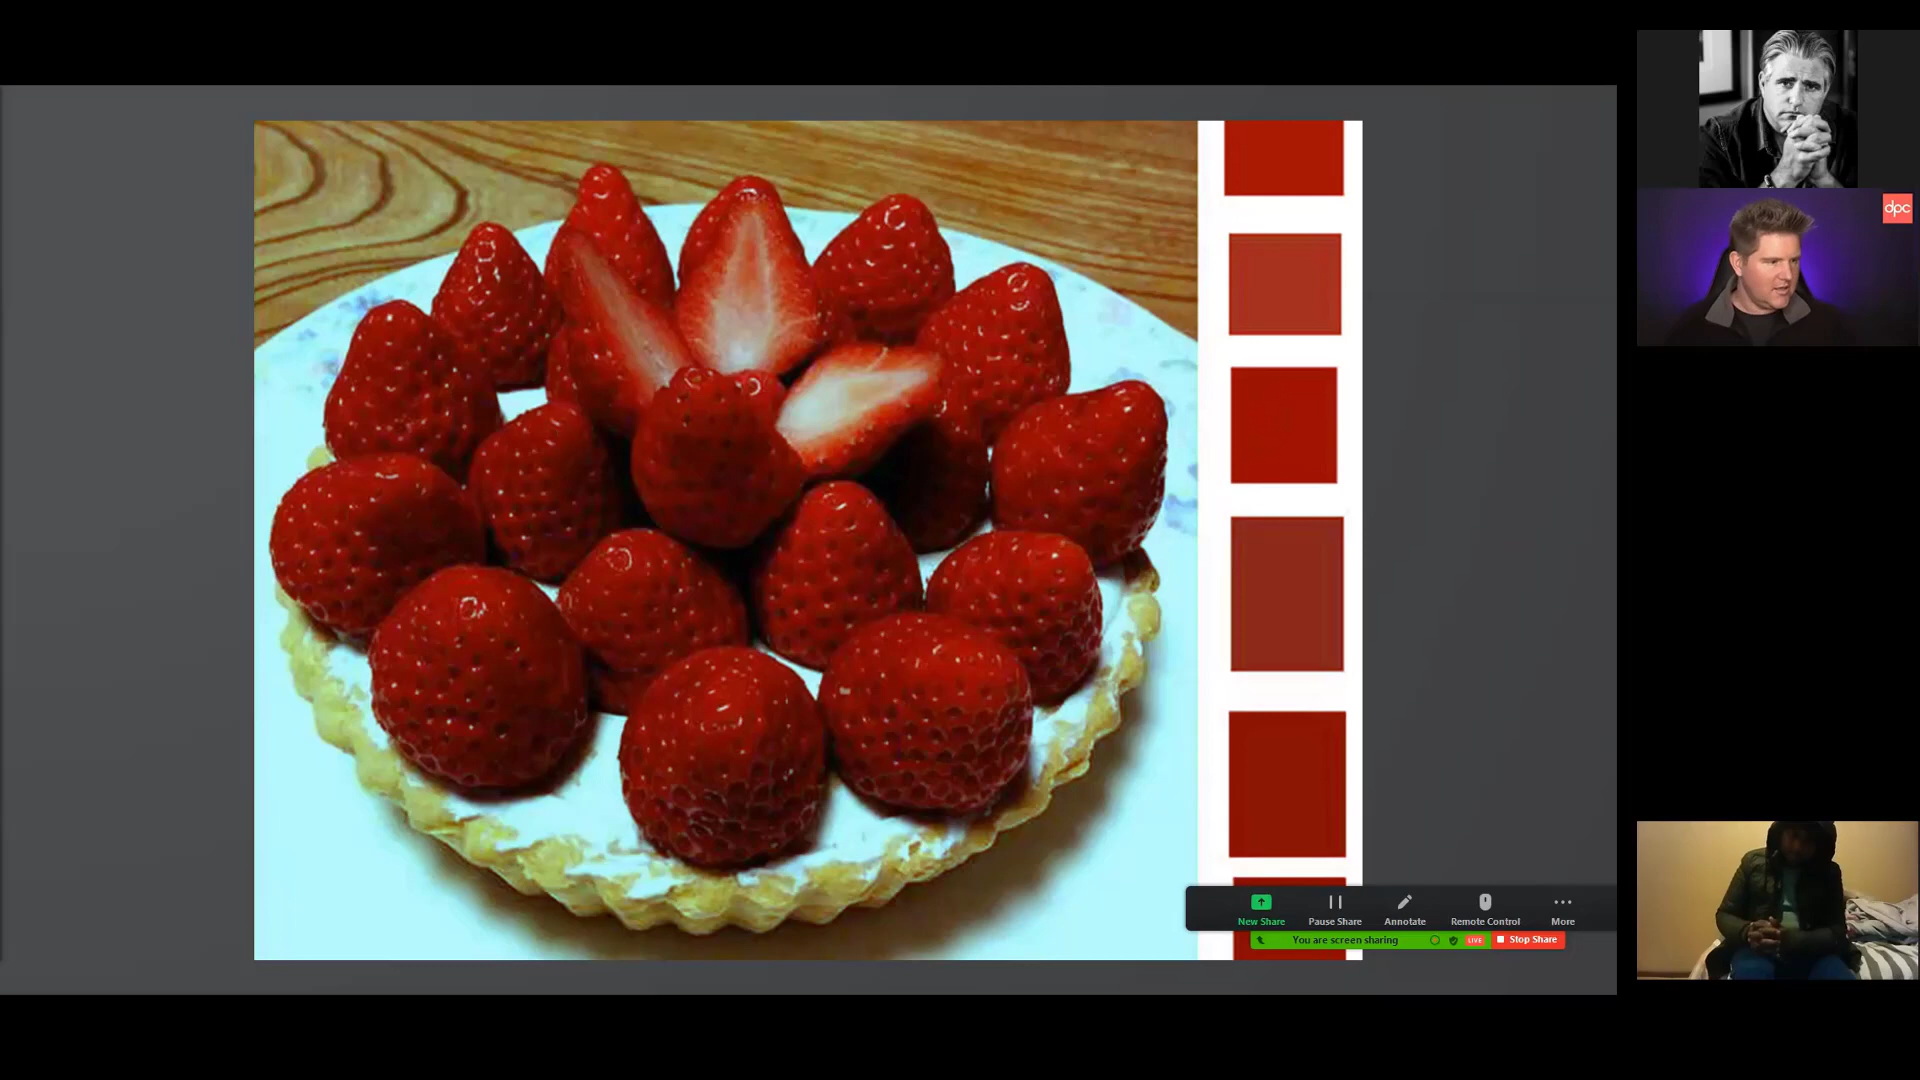 dpc
New Share
Pause Share
Annotate
Remote Control
More
You are screen sharing
LIVE
Stop Share